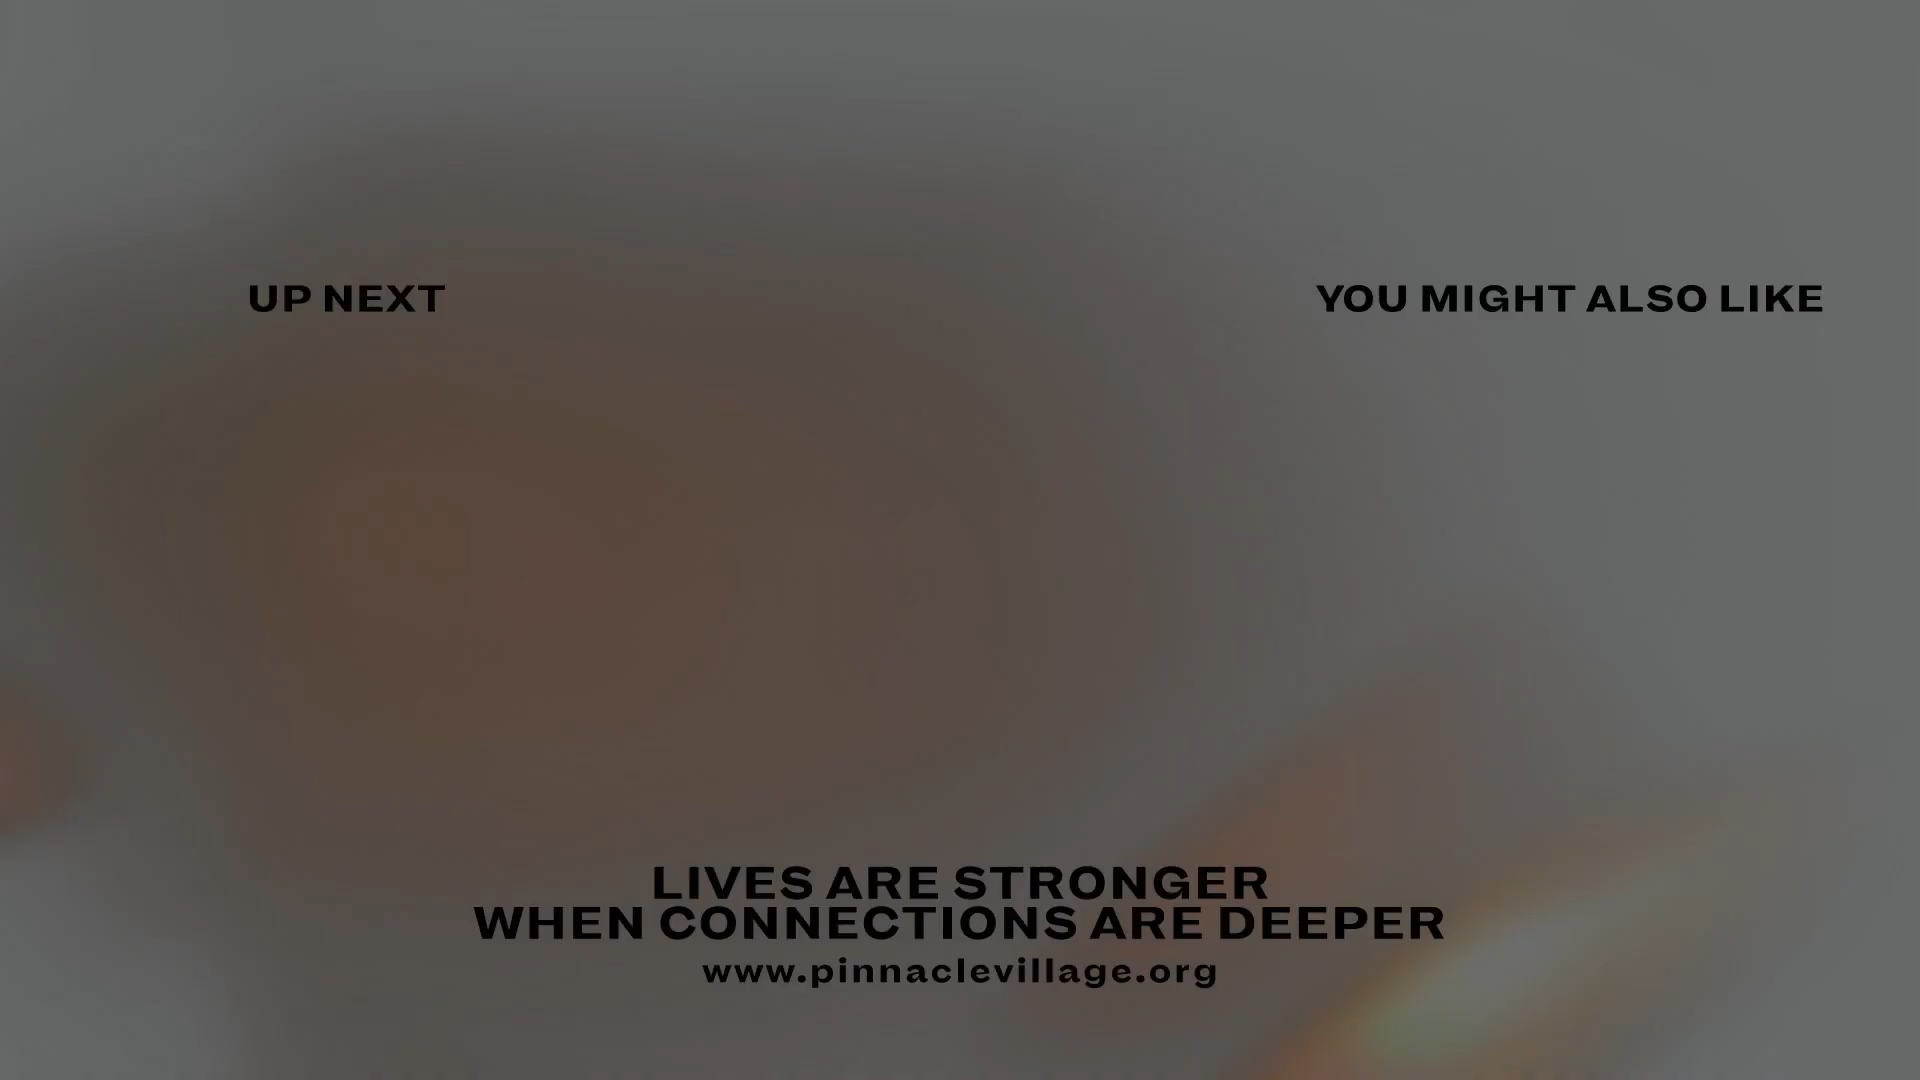 UP NEXT
YOU MIGHT ALSO LIKE
LIVES ARE STRONGER
WHEN CONNECTIONS ARE DEEPER
www.pinnaclevillage.org